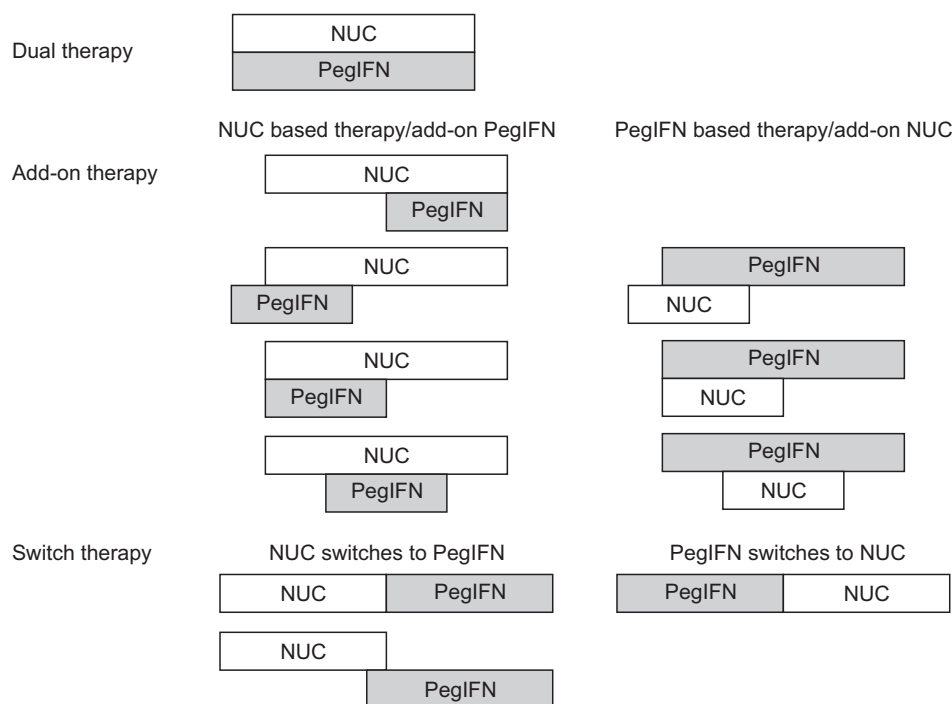 NUC
Dual therapy
PegIFN
NUC based therapy/add-on PegIFN
PegIFN based therapy/add-on NUC
Add-on therapy
NUC
PegIFN
NUC
PegIFN
PegIFN
NUC
NUC
PegIFN
PegIFN
NUC
NUC
PegIFN
PegIFN
NUC
Switch therapy
NUC switches to PegIFN
PegIFN switches to NUC
NUC
PegIFN
PegIFN
NUC
NUC
PegIFN